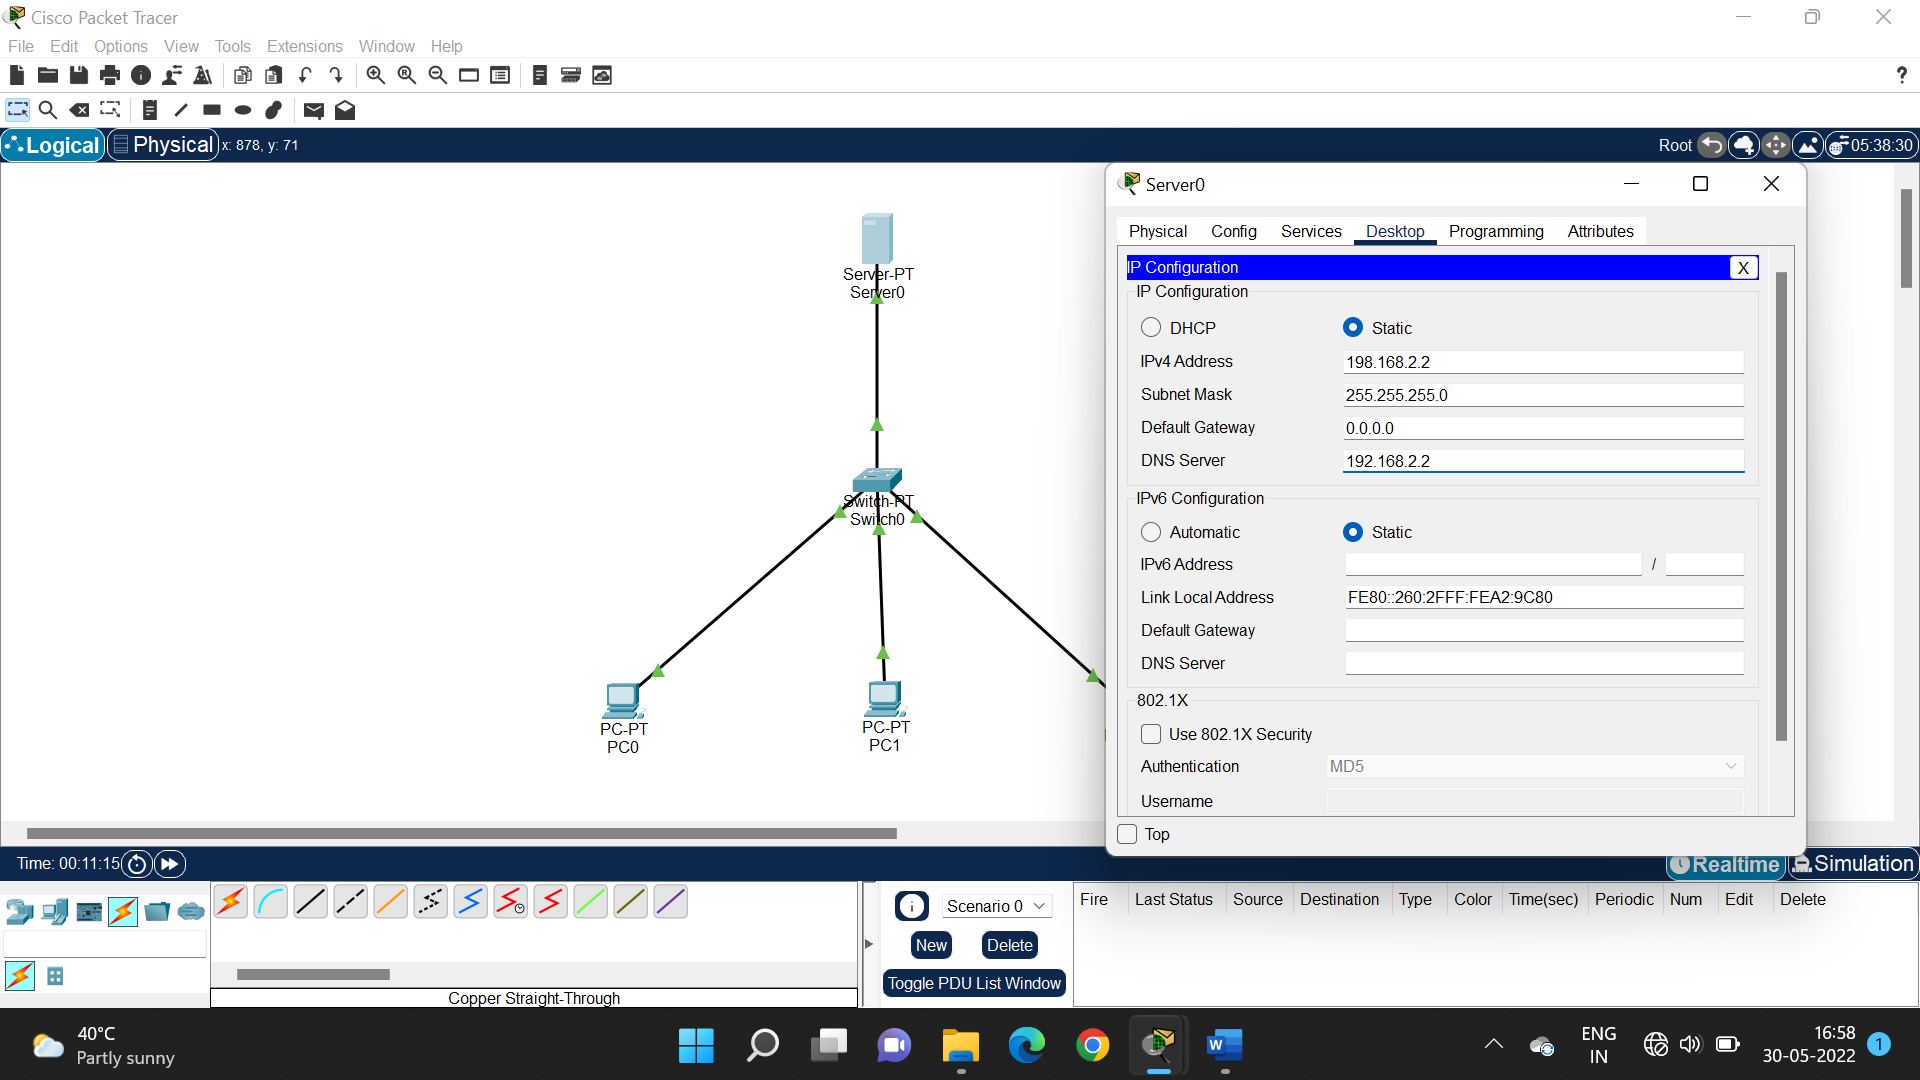 Cisco Packet Tracer
File Edit Options View Tools Extensions Window Help
?
Logical Physical x: 878, y: 71 Root 05:38:30
Server-PT
Server0
Switch-PT
Switch0
PC-PT
PC0
PC-PT
PC1
Server0
Physical Config Services Desktop Programming Attributes
IP Configuration X
IP Configuration
DHCP Static
IPv4 Address 198.168.2.2
Subnet Mask 255.255.255.0
Default Gateway 0.0.0.0
DNS Server 192.168.2.2
IPv6 Configuration
Automatic Static
IPv6 Address /
Link Local Address FE80::260:2FFF:FEA2:9C80
Default Gateway
DNS Server
802.1X
Use 802.1X Security
Authentication MD5
Username
Top
Time: 00:11:15 Realtime Simulation
Scenario 0
New Delete
Toggle PDU List Window
Fire Last Status Source Destination Type Color Time(sec) Periodic Num Edit Delete
Copper Straight-Through
40°C
Partly sunny
ENG
IN
16:58
30-05-2022
1